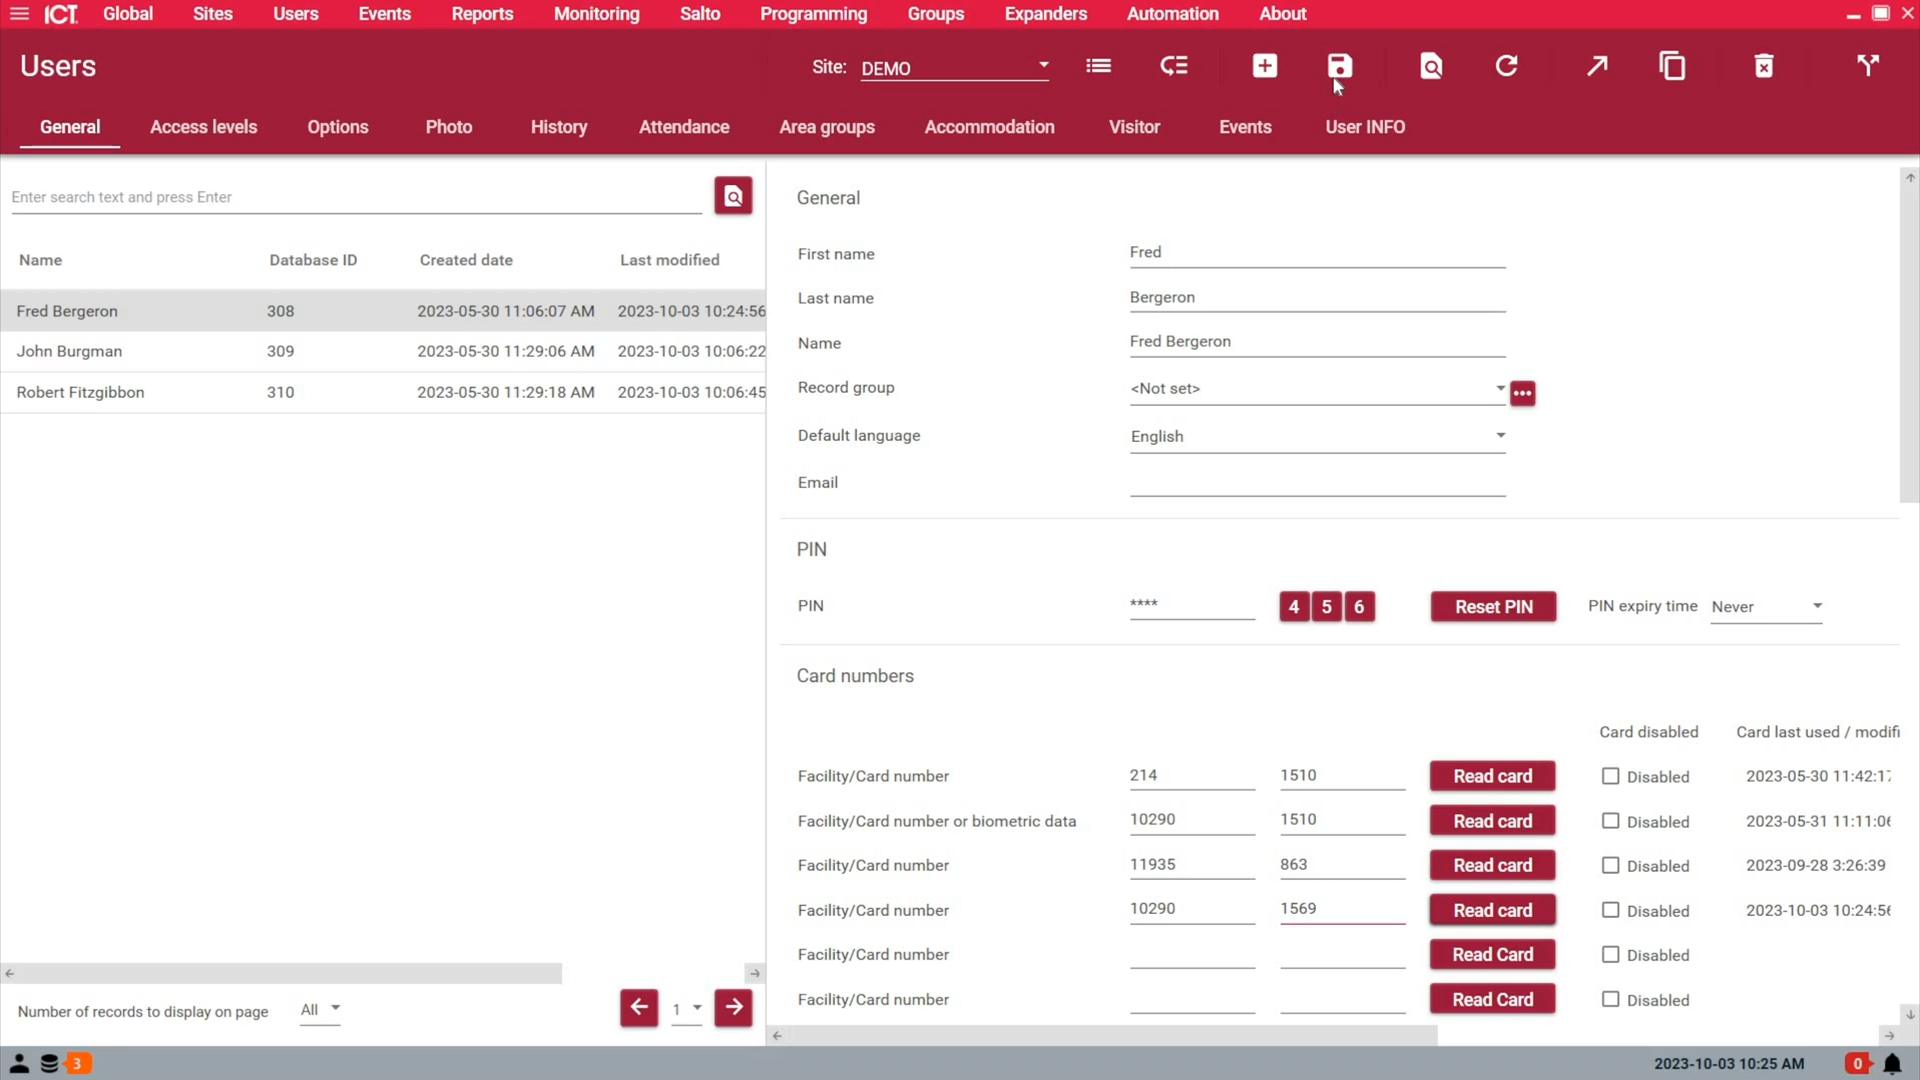 ICT Global Sites Users Events Reports Monitoring Salto Programming Groups Expanders Automation About
Users Site: DEMO
General Access levels Options Photo History Attendance Area groups Accommodation Visitor Events User INFO
Enter search text and press Enter
Name Database ID Created date Last modified
Fred Bergeron 308 2023-05-30 11:06:07 AM 2023-10-03 10:24:56
John Burgman 309 2023-05-30 11:29:06 AM 2023-10-03 10:06:22
Robert Fitzgibbon 310 2023-05-30 11:29:18 AM 2023-10-03 10:06:45
Number of records to display on page All 1
General
First name Fred
Last name Bergeron
Name Fred Bergeron
Record group <Not set>
Default language English
Email
PIN
PIN **** 4 5 6 Reset PIN PIN expiry time Never
Card numbers
Card disabled Card last used / modifi
Facility/Card number 214 1510 Read card Disabled 2023-05-30 11:42:17
Facility/Card number or biometric data 10290 1510 Read card Disabled 2023-05-31 11:11:06
Facility/Card number 11935 863 Read card Disabled 2023-09-28 3:26:39
Facility/Card number 10290 1569 Read card Disabled 2023-10-03 10:24:56
Facility/Card number Read Card Disabled
Facility/Card number Read Card Disabled
3 2023-10-03 10:25 AM 0